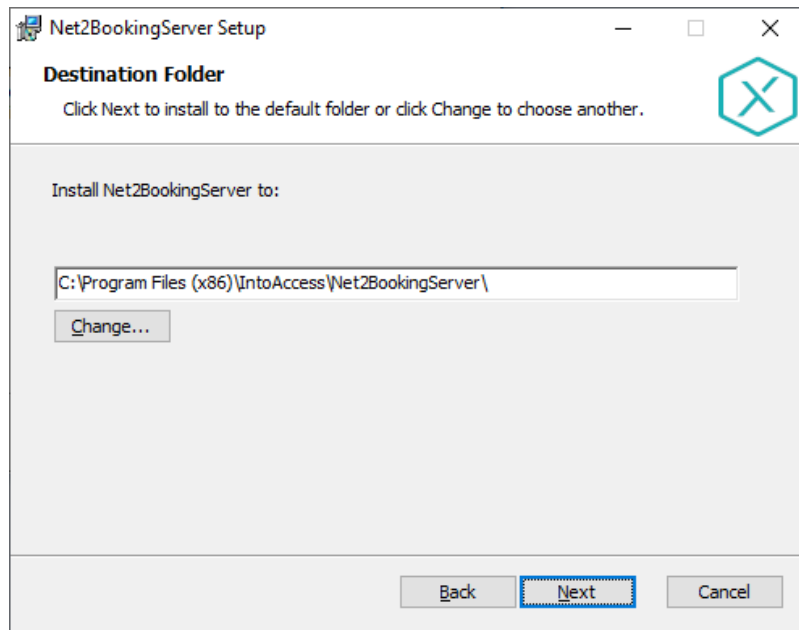 Net2BookingServer Setup
Destination Folder
Click Next to install to the default folder or click Change to choose another.
Install Net2BookingServer to:
C:\Program Files (x86)\IntoAccess\Net2BookingServer\
Change...
Back
Next
Cancel